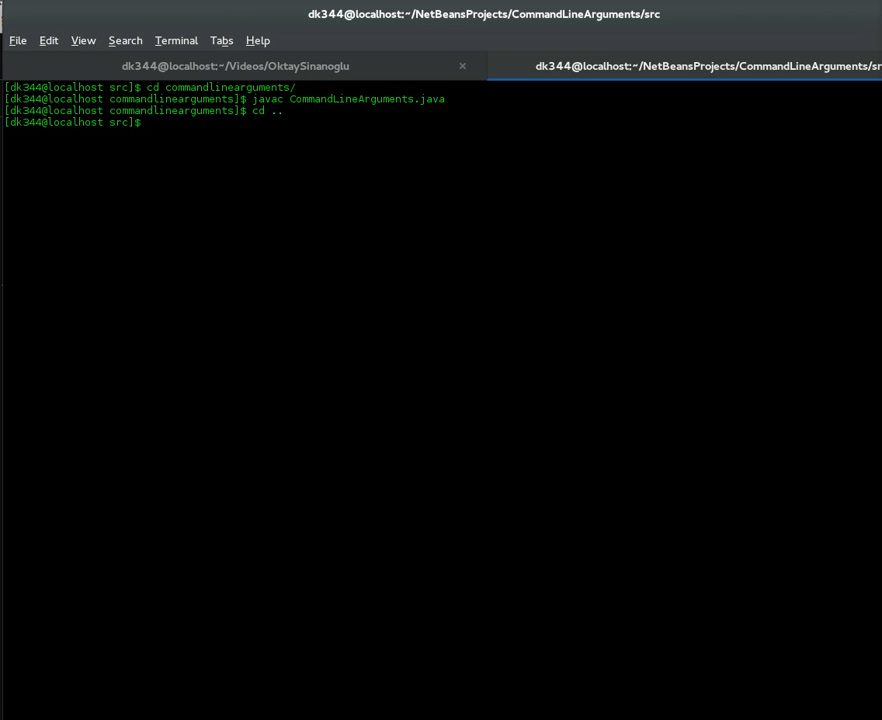 dk344@localhost:~/NetBeansProjects/CommandLineArguments/src
File Edit View Search Terminal Tabs Help
dk344@localhost:~/Videos/OktaySinanoglu × dk344@localhost:~/NetBeansProjects/CommandLineArguments/sr
[dk344@localhost src]$ cd commandlinearguments/
[dk344@localhost commandlinearguments]$ javac CommandLineArguments.java
[dk344@localhost commandlinearguments]$ cd ..
[dk344@localhost src]$